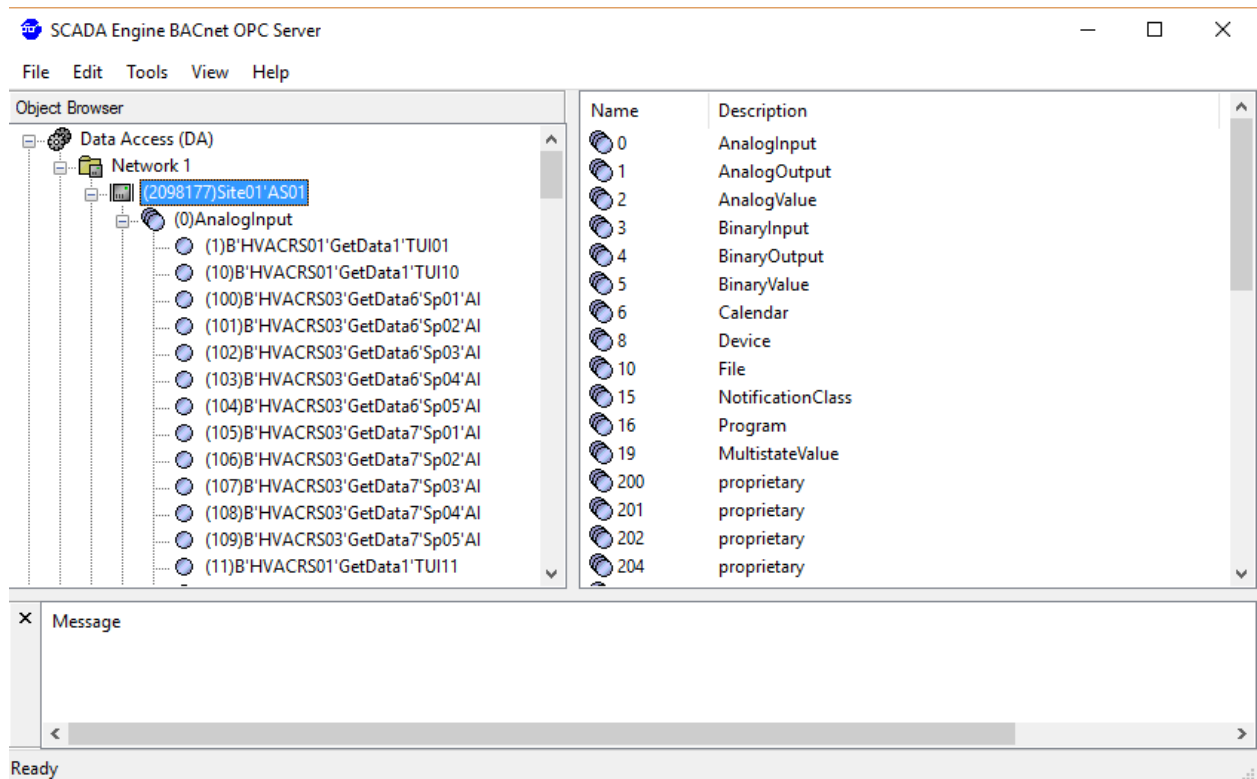 SCADA Engine BACnet OPC Server
File Edit Tools View Help
Object Browser
Data Access (DA)
Network 1
(2098177)Site01'AS01
(0)AnalogInput
(1)B'HVACRS01'GetData1'TUI01
(10)B'HVACRS01'GetData1'TUI10
(100)B'HVACRS03'GetData6'Sp01'AI
(101)B'HVACRS03'GetData6'Sp02'AI
(102)B'HVACRS03'GetData6'Sp03'AI
(103)B'HVACRS03'GetData6'Sp04'AI
(104)B'HVACRS03'GetData6'Sp05'AI
(105)B'HVACRS03'GetData7'Sp01'AI
(106)B'HVACRS03'GetData7'Sp02'AI
(107)B'HVACRS03'GetData7'Sp03'AI
(108)B'HVACRS03'GetData7'Sp04'AI
(109)B'HVACRS03'GetData7'Sp05'AI
(11)B'HVACRS01'GetData1'TUI11
Name Description
0 AnalogInput
1 AnalogOutput
2 AnalogValue
3 BinaryInput
4 BinaryOutput
5 BinaryValue
6 Calendar
8 Device
10 File
15 NotificationClass
16 Program
19 MultistateValue
200 proprietary
201 proprietary
202 proprietary
204 proprietary
Message
Ready